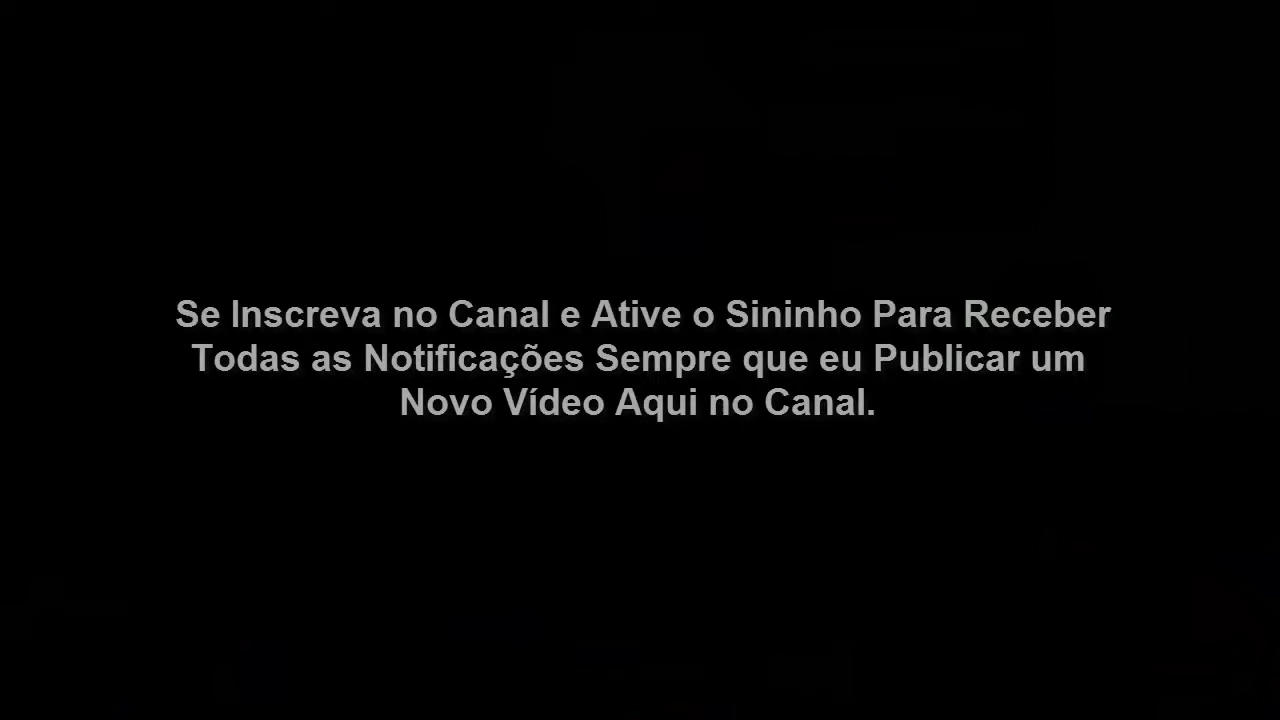 Se Inscreva no Canal e Ative o Sininho Para Receber
Todas as Notificações Sempre que eu Publicar um
Novo Vídeo Aqui no Canal.